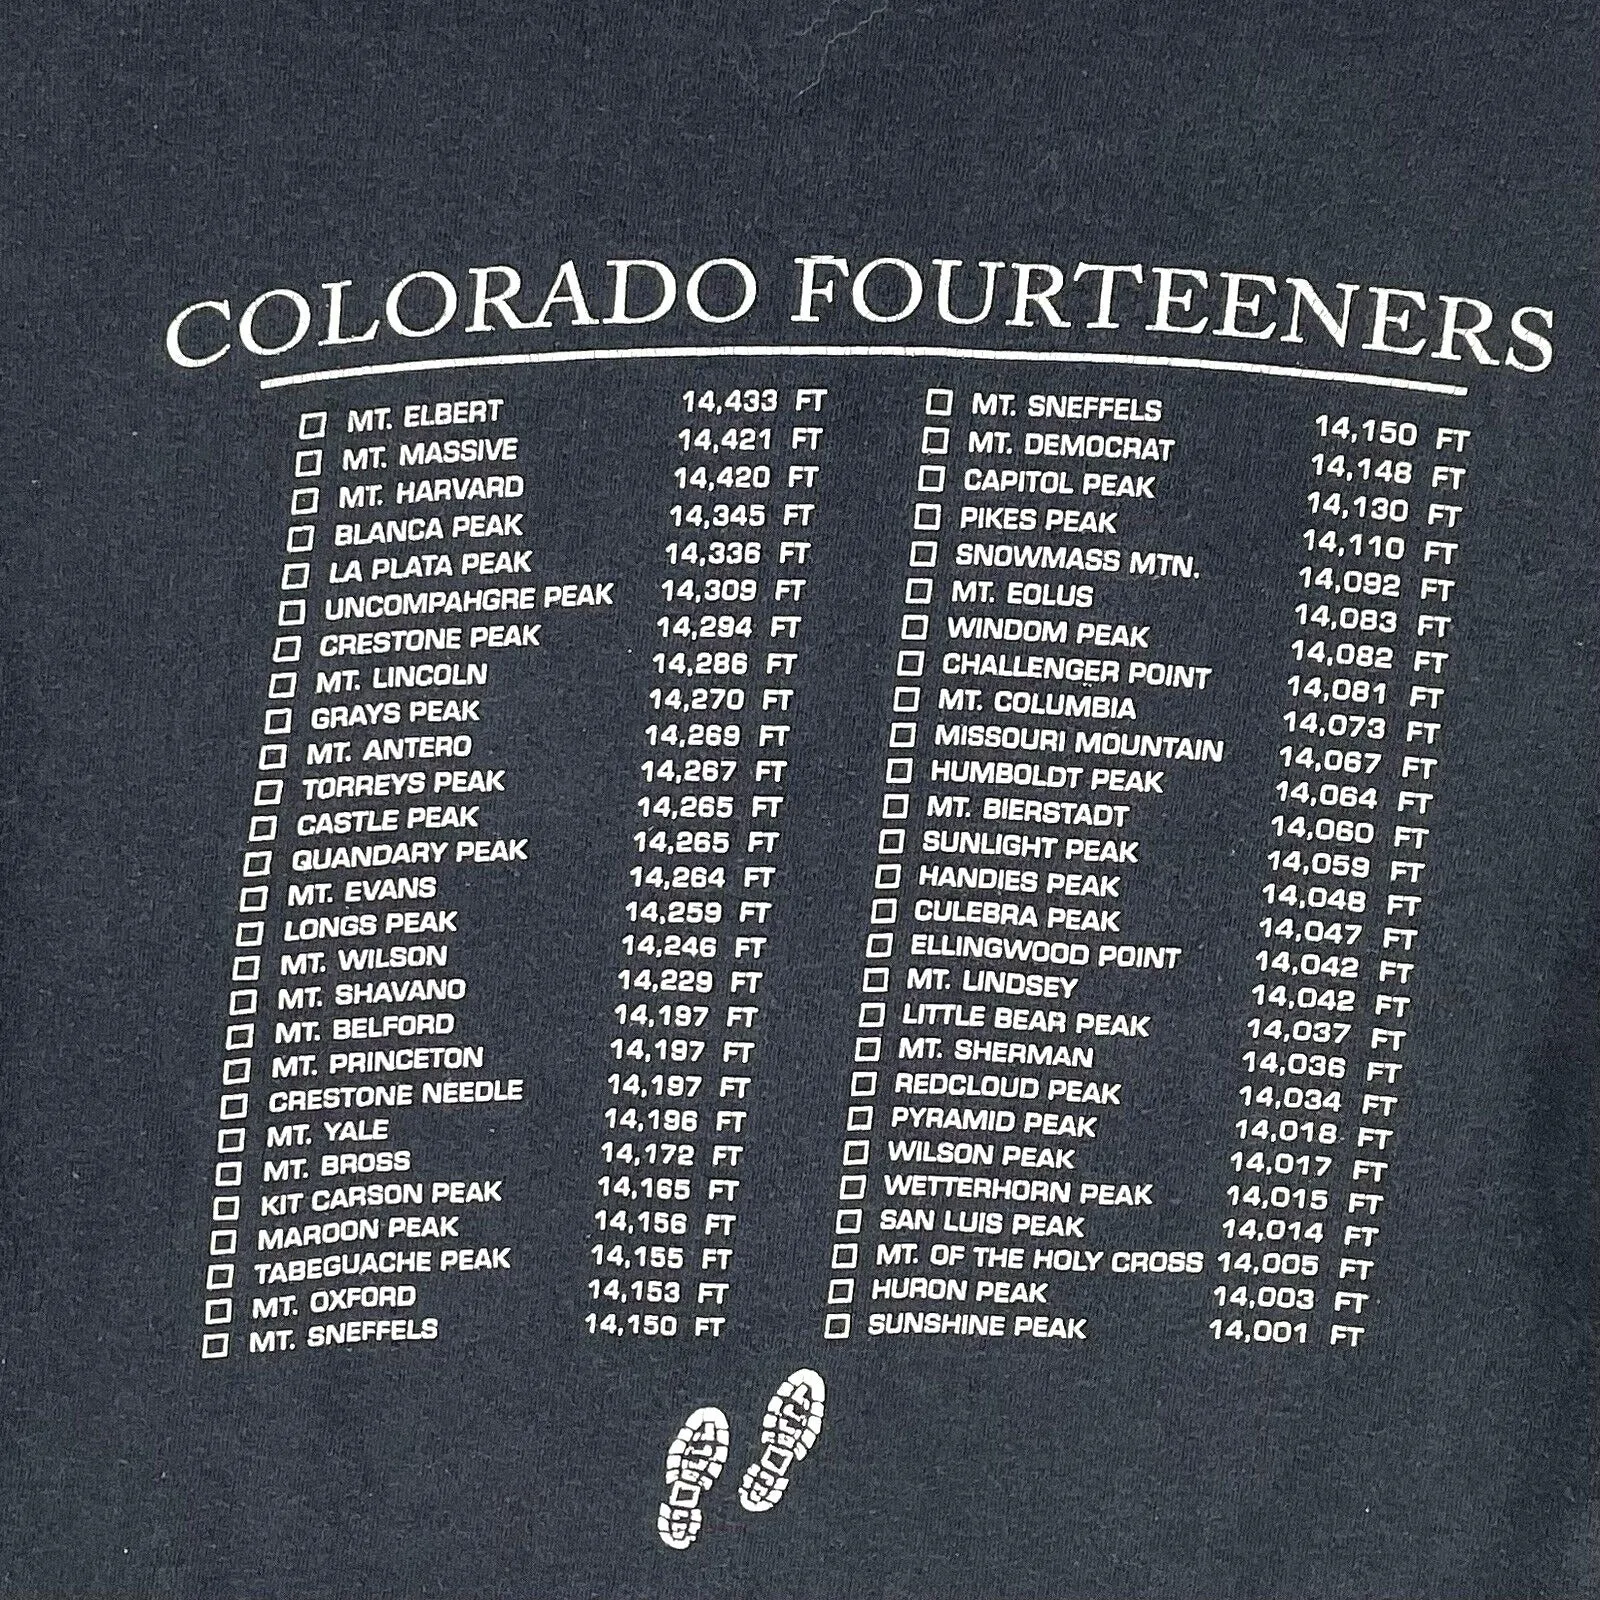 COLORADO FOURTEENERS
MT. ELBERT 14,433 FT
MT. MASSIVE 14,421 FT
MT. HARVARD 14,420 FT
BLANCA PEAK 14,345 FT
LA PLATA PEAK 14,336 FT
UNCOMPAHGRE PEAK 14,309 FT
CRESTONE PEAK 14,294 FT
MT. LINCOLN 14,286 FT
GRAYS PEAK 14,270 FT
MT. ANTERO 14,269 FT
TORREYS PEAK 14,267 FT
CASTLE PEAK 14,265 FT
QUANDARY PEAK 14,265 FT
MT. EVANS 14,264 FT
LONGS PEAK 14,259 FT
MT. WILSON 14,246 FT
MT. SHAVANO 14,229 FT
MT. BELFORD 14,197 FT
MT. PRINCETON 14,197 FT
CRESTONE NEEDLE 14,197 FT
MT. YALE 14,196 FT
MT. BROSS 14,172 FT
KIT CARSON PEAK 14,165 FT
MAROON PEAK 14,156 FT
TABEGUACHE PEAK 14,155 FT
MT. OXFORD 14,153 FT
MT. SNEFFELS 14,150 FT
MT. SNEFFELS 14,150 FT
MT. DEMOCRAT 14,148 FT
CAPITOL PEAK 14,130 FT
PIKES PEAK 14,110 FT
SNOWMASS MTN. 14,092 FT
MT. EOLUS 14,083 FT
WINDOM PEAK 14,082 FT
CHALLENGER POINT 14,081 FT
MT. COLUMBIA 14,073 FT
MISSOURI MOUNTAIN 14,067 FT
HUMBOLDT PEAK 14,064 FT
MT. BIERSTADT 14,060 FT
SUNLIGHT PEAK 14,059 FT
HANDIES PEAK 14,048 FT
CULEBRA PEAK 14,047 FT
ELLINGWOOD POINT 14,042 FT
MT. LINDSEY 14,042 FT
LITTLE BEAR PEAK 14,037 FT
MT. SHERMAN 14,036 FT
REDCLOUD PEAK 14,034 FT
PYRAMID PEAK 14,018 FT
WILSON PEAK 14,017 FT
WETTERHORN PEAK 14,015 FT
SAN LUIS PEAK 14,014 FT
MT. OF THE HOLY CROSS 14,005 FT
HURON PEAK 14,003 FT
SUNSHINE PEAK 14,001 FT